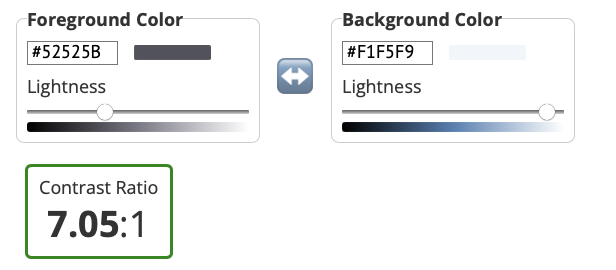 Foreground Color
#52525B
Lightness
Background Color
#F1F5F9
Lightness
Contrast Ratio
7.05:1